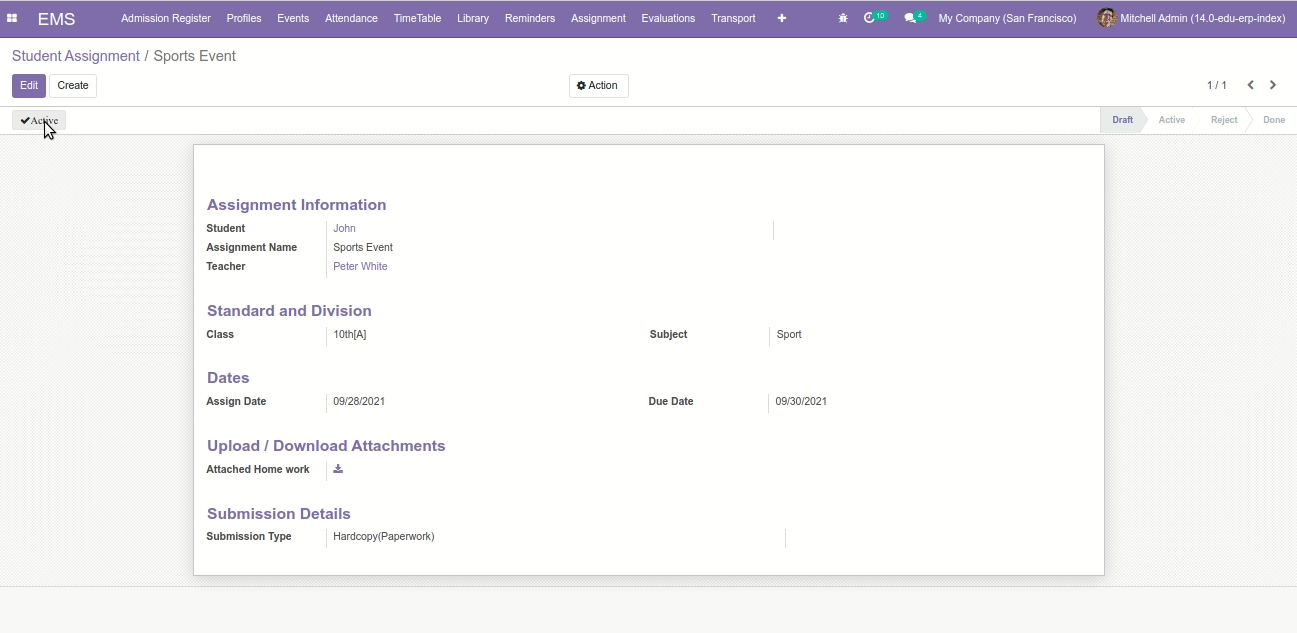 EMS Admission Register Profiles Events Attendance TimeTable Library Reminders Assignment Evaluations Transport 10 4 My Company (San Francisco) Mitchell Admin (14.0-edu-erp-index)
Student Assignment / Sports Event
Edit Create Action 1 / 1
Active Draft Active Reject Done
Assignment Information
Student John
Assignment Name Sports Event
Teacher Peter White
Standard and Division
Class 10th[A] Subject Sport
Dates
Assign Date 09/28/2021 Due Date 09/30/2021
Upload / Download Attachments
Attached Home work
Submission Details
Submission Type Hardcopy(Paperwork)